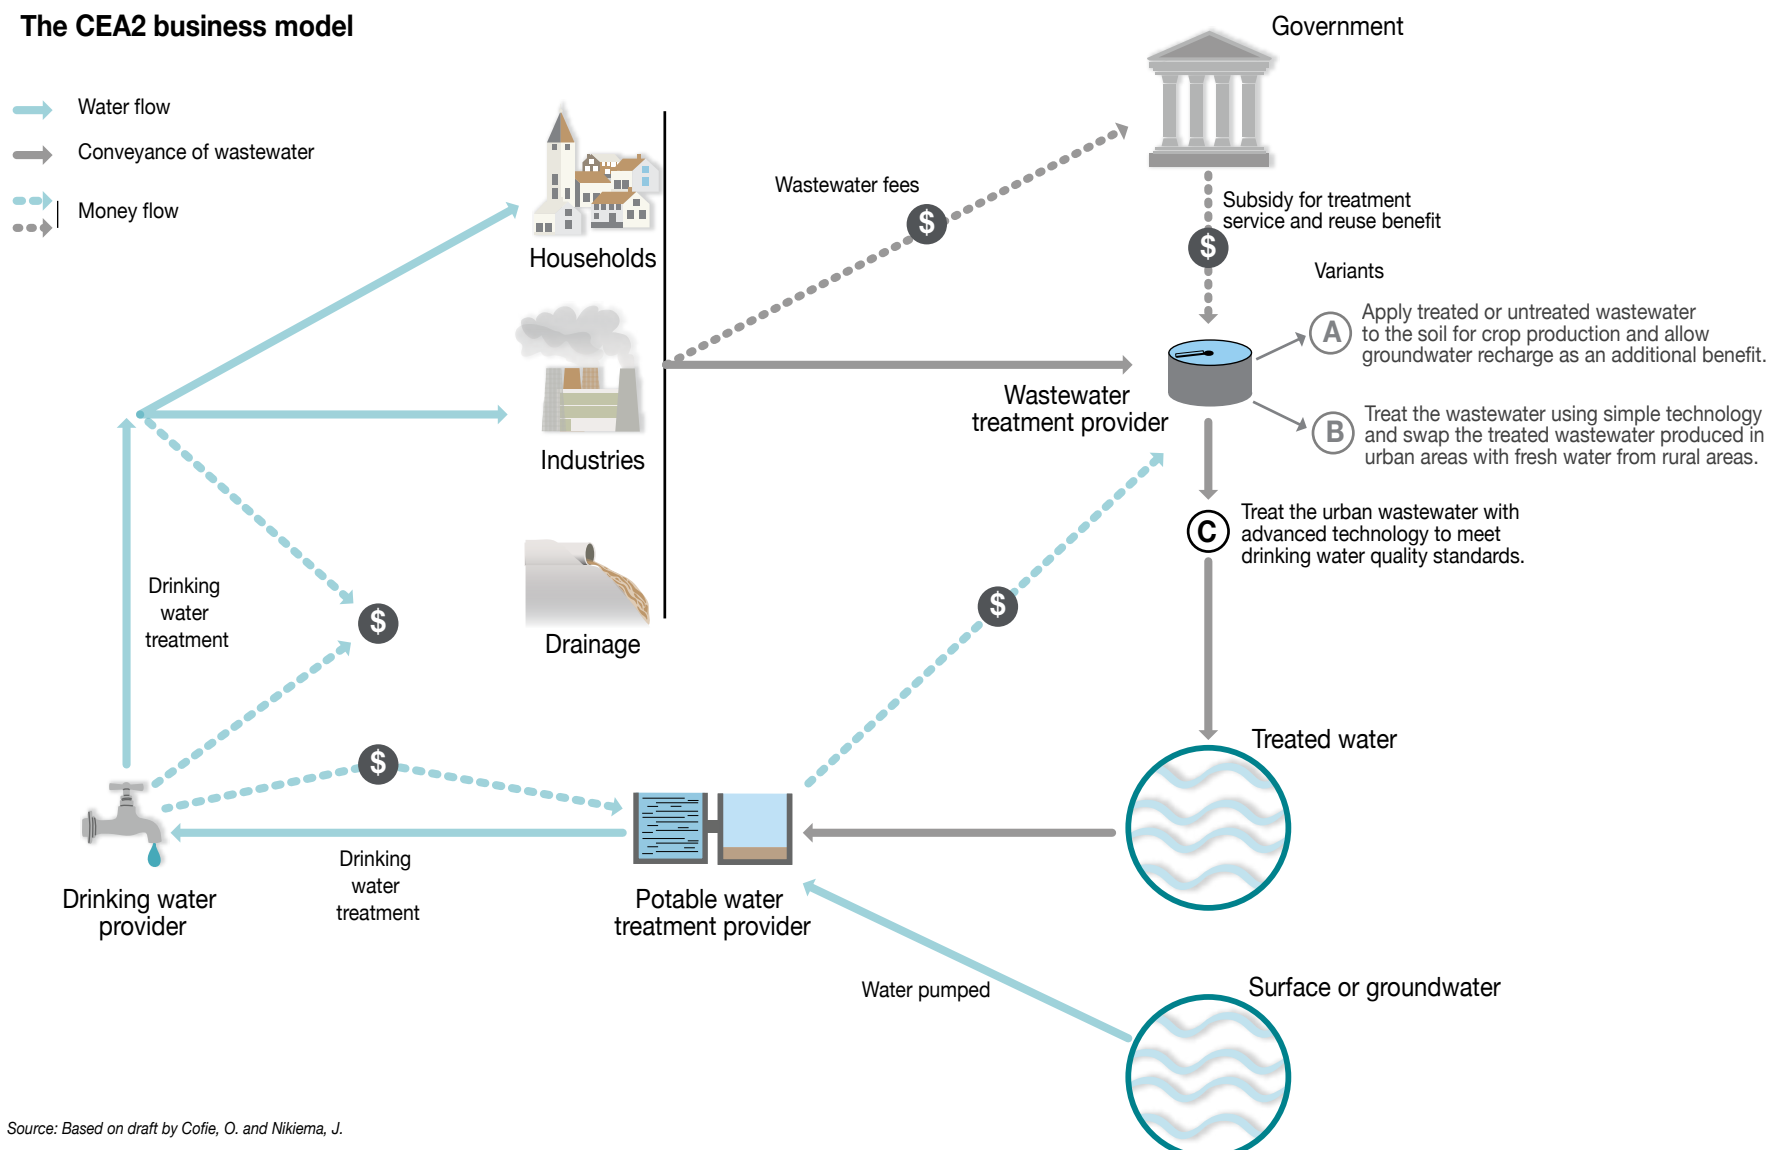 The CEA2 business model
Water flow
Conveyance of wastewater
Money flow
Government
Wastewater fees
$
Subsidy for treatment
service and reuse benefit
$
Households
Variants
A
Apply treated or untreated wastewater
to the soil for crop production and allow
groundwater recharge as an additional benefit.
Industries
Wastewater
treatment provider
B
Treat the wastewater using simple technology
and swap the treated wastewater produced in
urban areas with fresh water from rural areas.
C
Treat the urban wastewater with
advanced technology to meet
drinking water quality standards.
Drinking
water
treatment
$
$
Drainage
Treated water
$
Drinking water
provider
Drinking
water
treatment
Potable water
treatment provider
Water pumped
Surface or groundwater
Source: Based on draft by Cofie, O. and Nikiema, J.